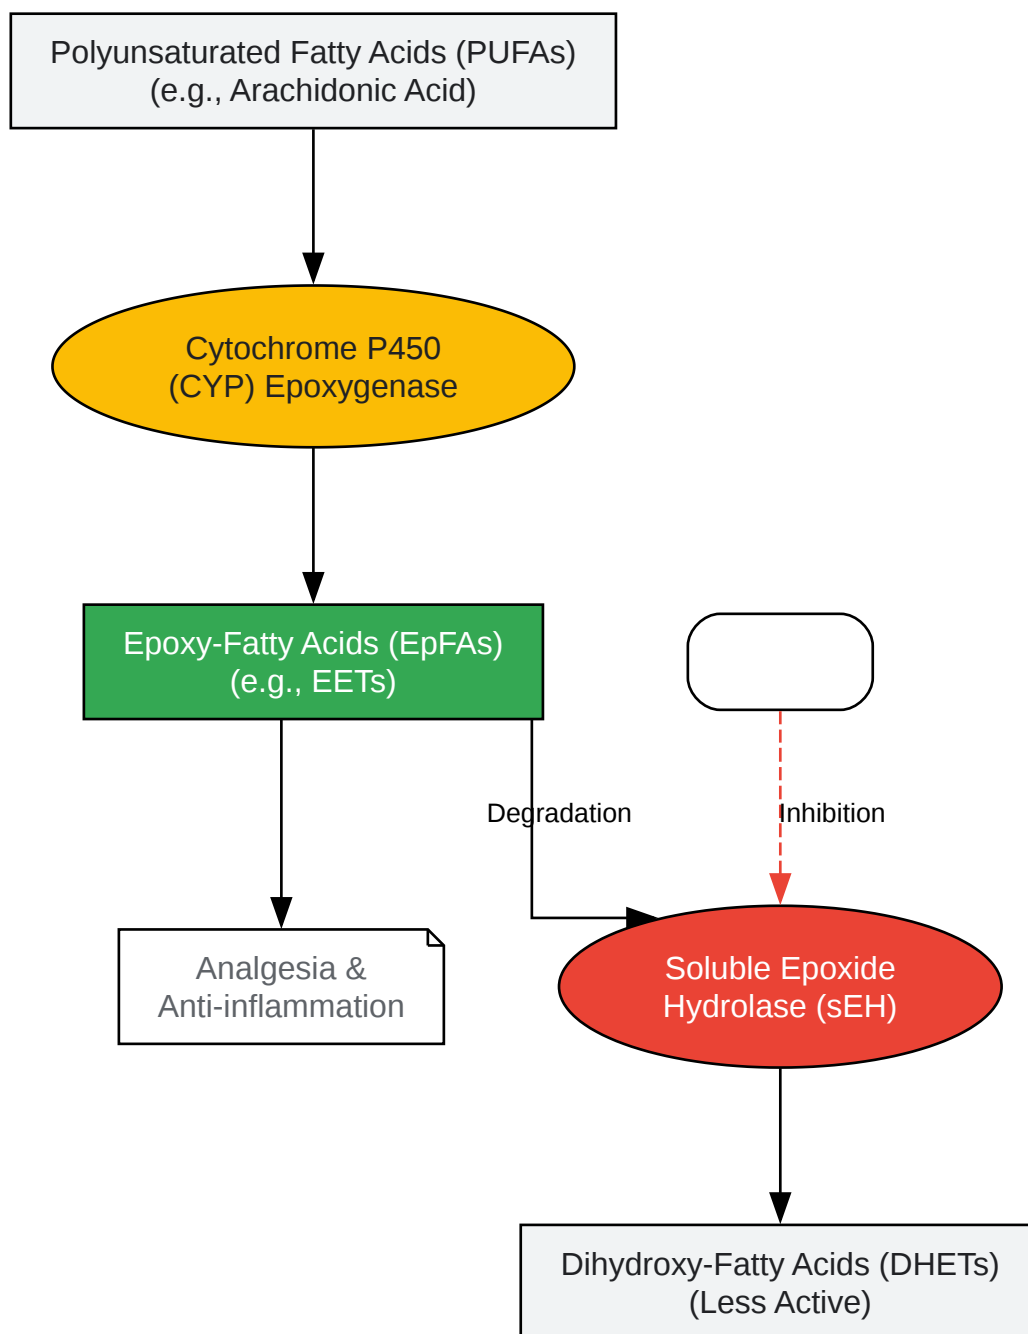 Polyunsaturated Fatty Acids (PUFAs)
(e.g., Arachidonic Acid)
Cytochrome P450
(CYP) Epoxygenase
Epoxy-Fatty Acids (EpFAs)
(e.g., EETs)
Degradation
Inhibition
Analgesia &
Anti-inflammation
Soluble Epoxide
Hydrolase (sEH)
Dihydroxy-Fatty Acids (DHETs)
(Less Active)